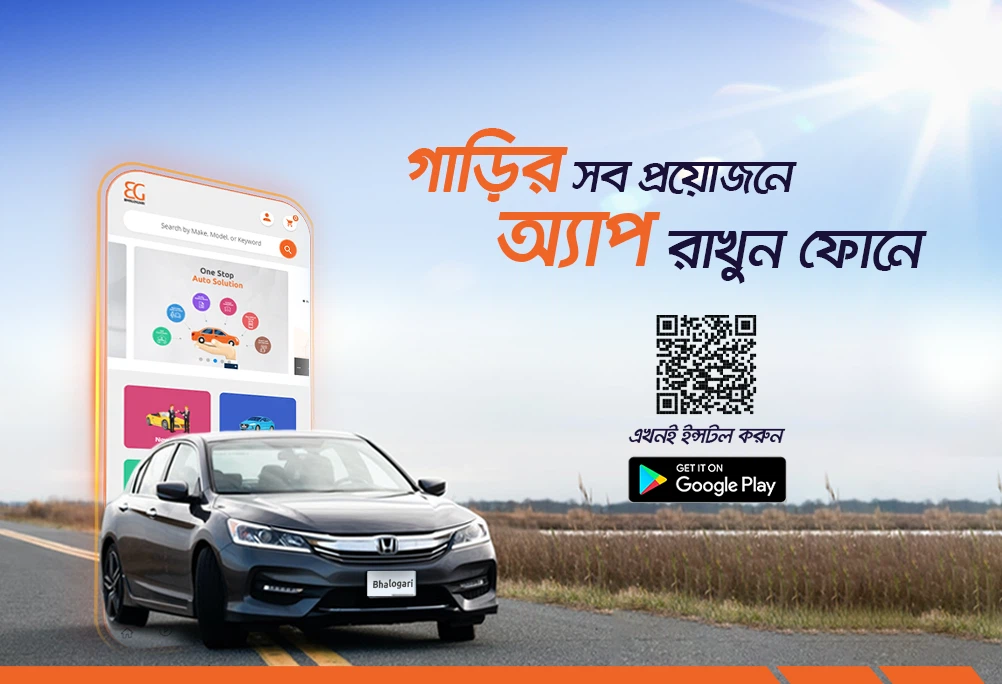 গাড়ির সব প্রয়োজনে
অ্যাপ রাখুন ফোনে
এখনই ইন্সটল করুন
GET IT ON
Google Play
BG
Search by Make, Model, or Keyword
One Stop
Auto Solution
Bhalogari